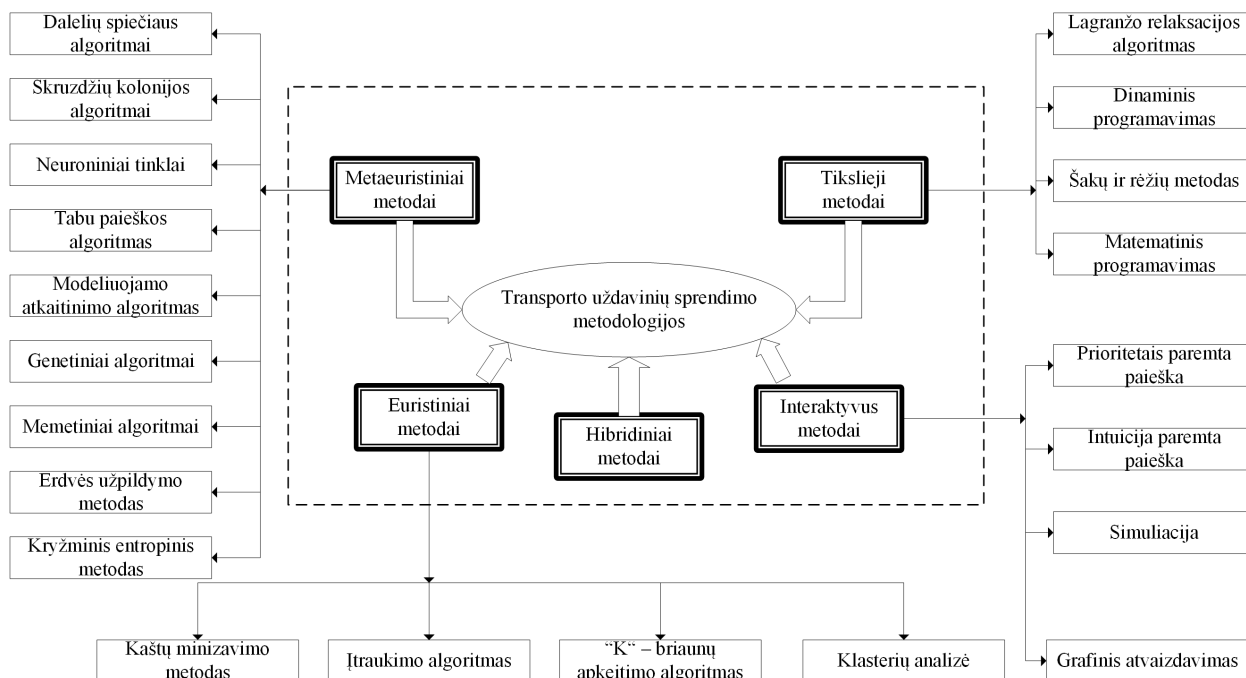 Dalelių spiečiaus
algoritmai
Skruzdžių kolonijos
algoritmai
Neuroniniai tinklai
Tabu paieškos
algoritmas
Modeliuojamo
atkaitinimo algoritmas
Genetiniai algoritmai
Memetiniai algoritmai
Erdvės užpildymo
metodas
Kryžminis entropinis
metodas
Metaeuristiniai
metodai
Tikslieji
metodai
Transporto uždavinių sprendimo
metodologijos
Euristiniai
metodai
Hibridiniai
metodai
Interaktyvus
metodai
Lagranžo relaksacijos
algoritmas
Dinaminis
programavimas
Šakų ir rėžių metodas
Matematinis
programavimas
Prioritetais paremta
paieška
Intuicija paremta
paieška
Simuliacija
Grafinis atvaizdavimas
Kaštų minizavimo
metodas
Įtraukimo algoritmas
“K“ – briaunų
apkeitimo algoritmas
Klasterių analizė